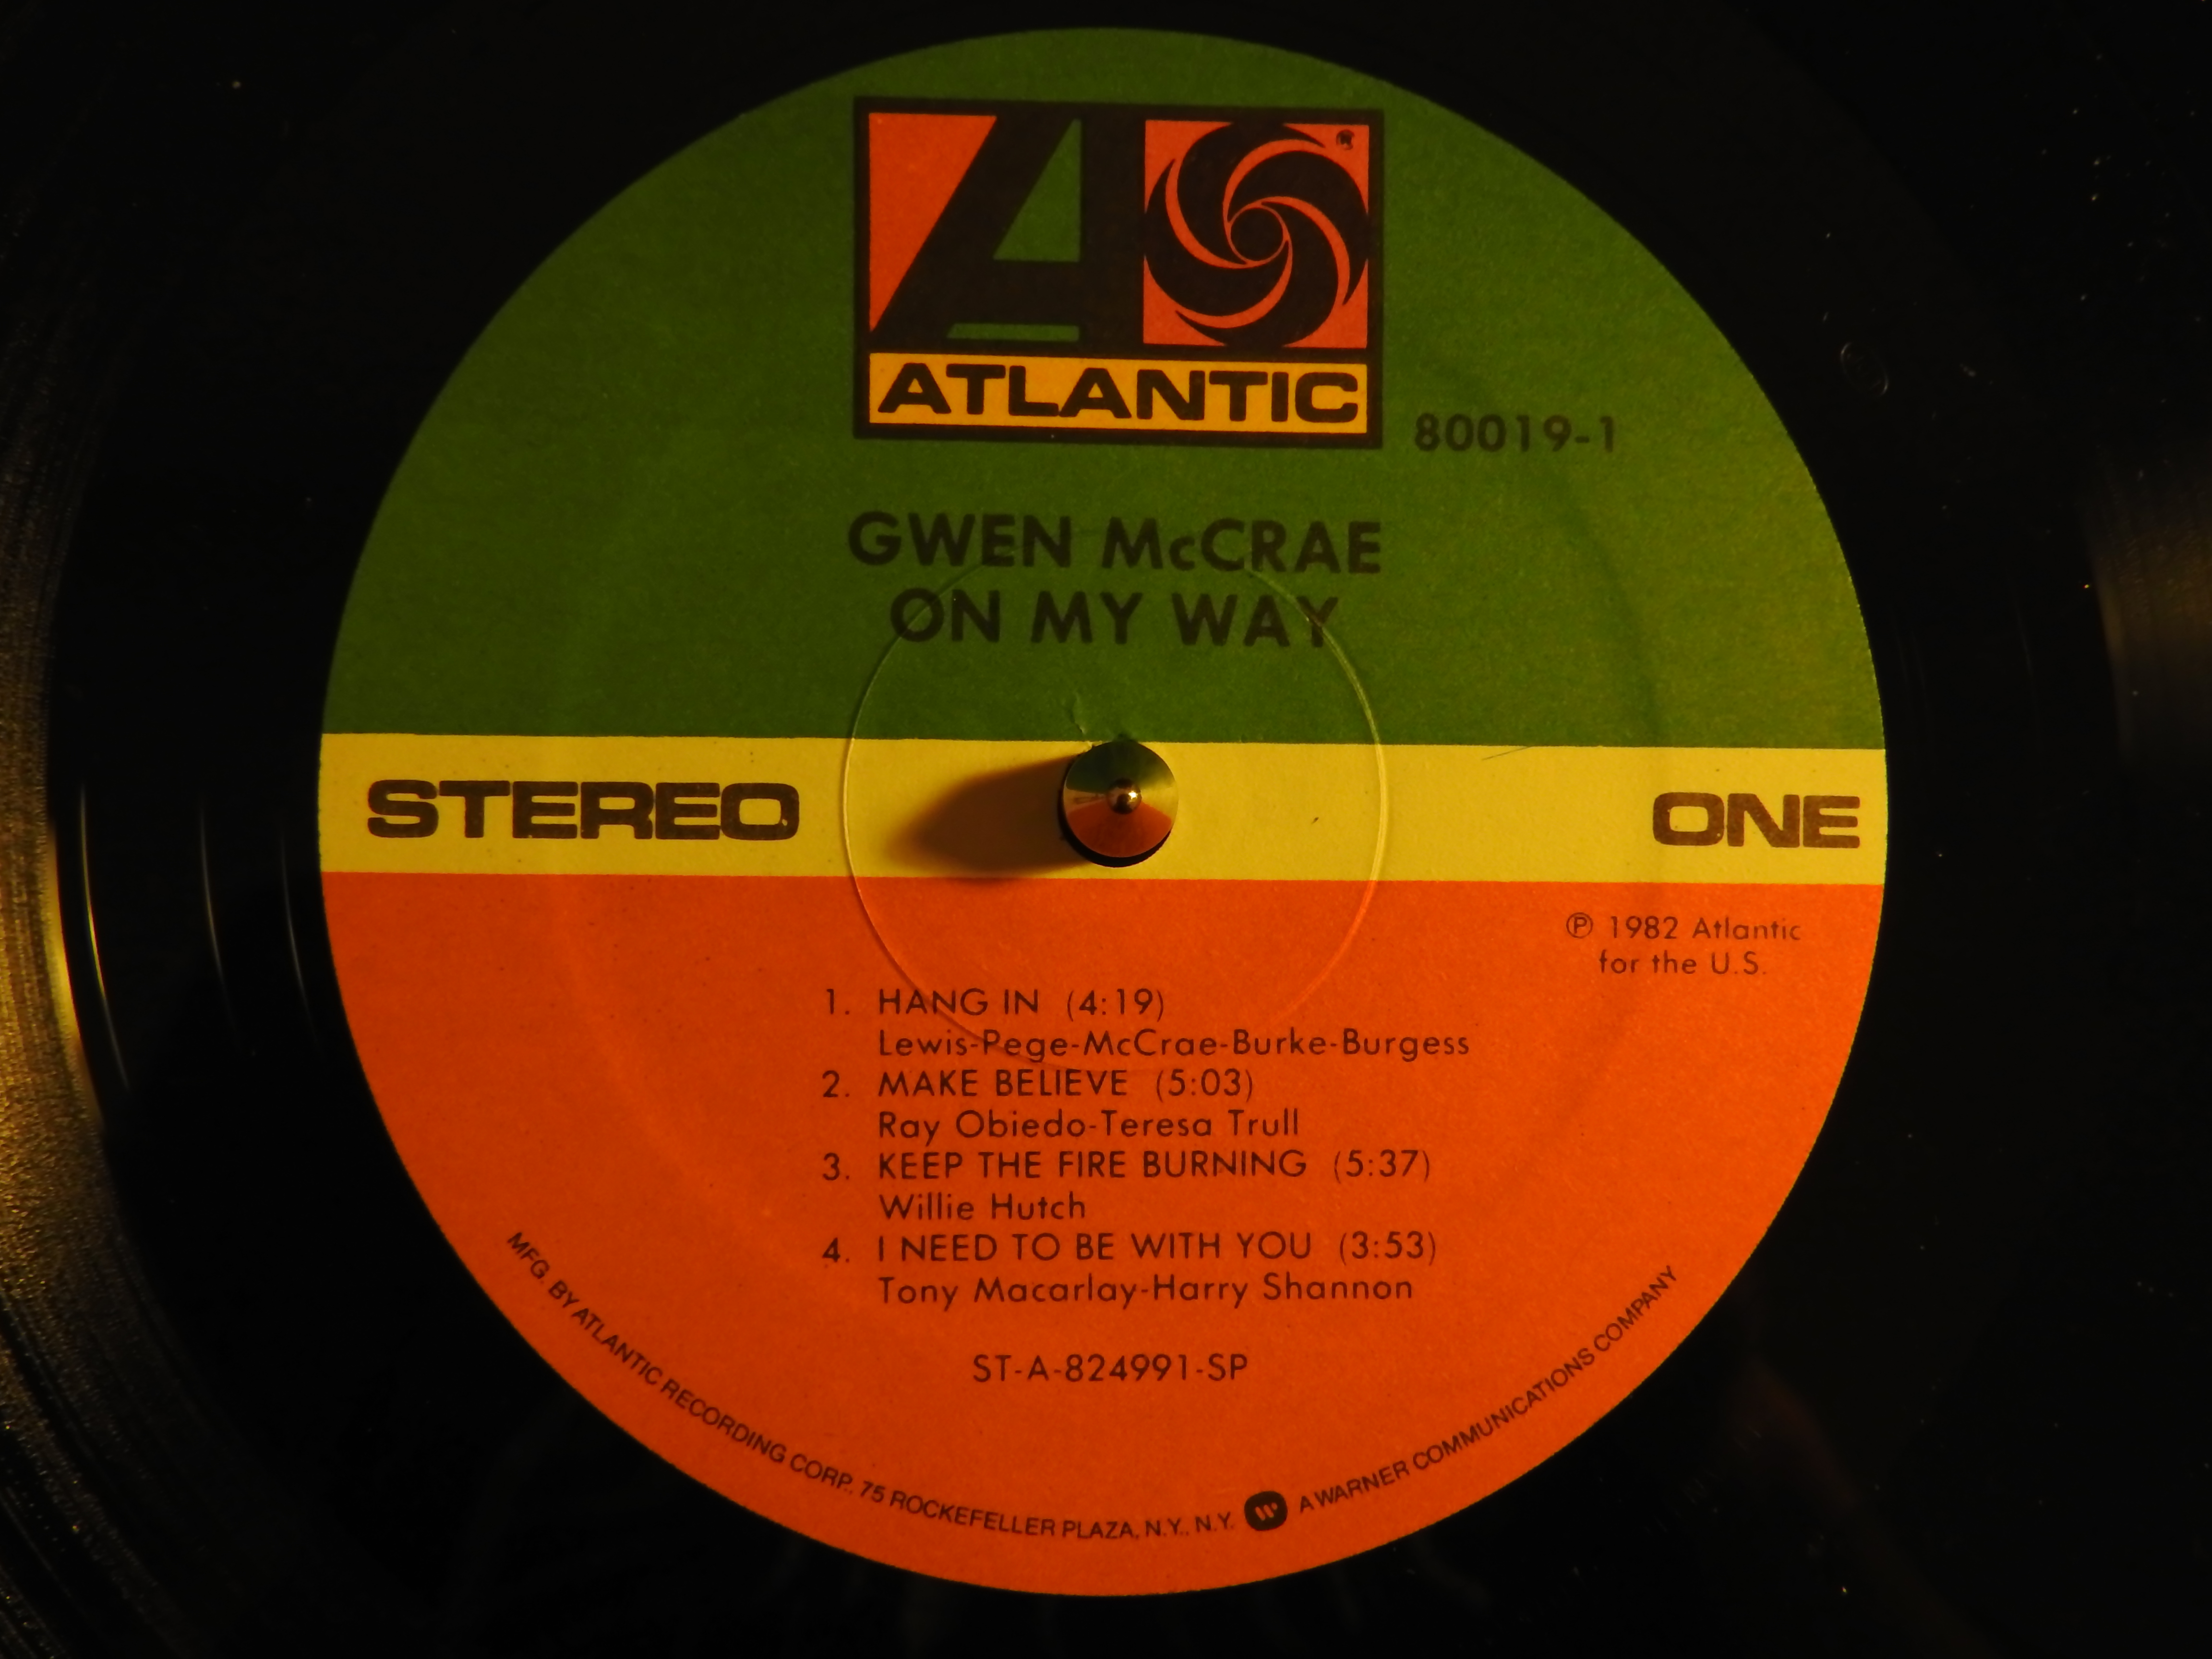 ATLANTIC
80019-1
GWEN McCRAE
ON MY WAY
STEREO
ONE
℗ 1982 Atlantic
for the U.S.
1. HANG IN (4:19)
Lewis-Pege-McCrae-Burke-Burgess
2. MAKE BELIEVE (5:03)
Ray Obiedo-Teresa Trull
3. KEEP THE FIRE BURNING (5:37)
Willie Hutch
4. I NEED TO BE WITH YOU (3:53)
Tony Macarlay-Harry Shannon
ST-A-824991-SP
MFG. BY ATLANTIC RECORDING CORP., 75 ROCKEFELLER PLAZA, N.Y., N.Y. A WARNER COMMUNICATIONS COMPANY